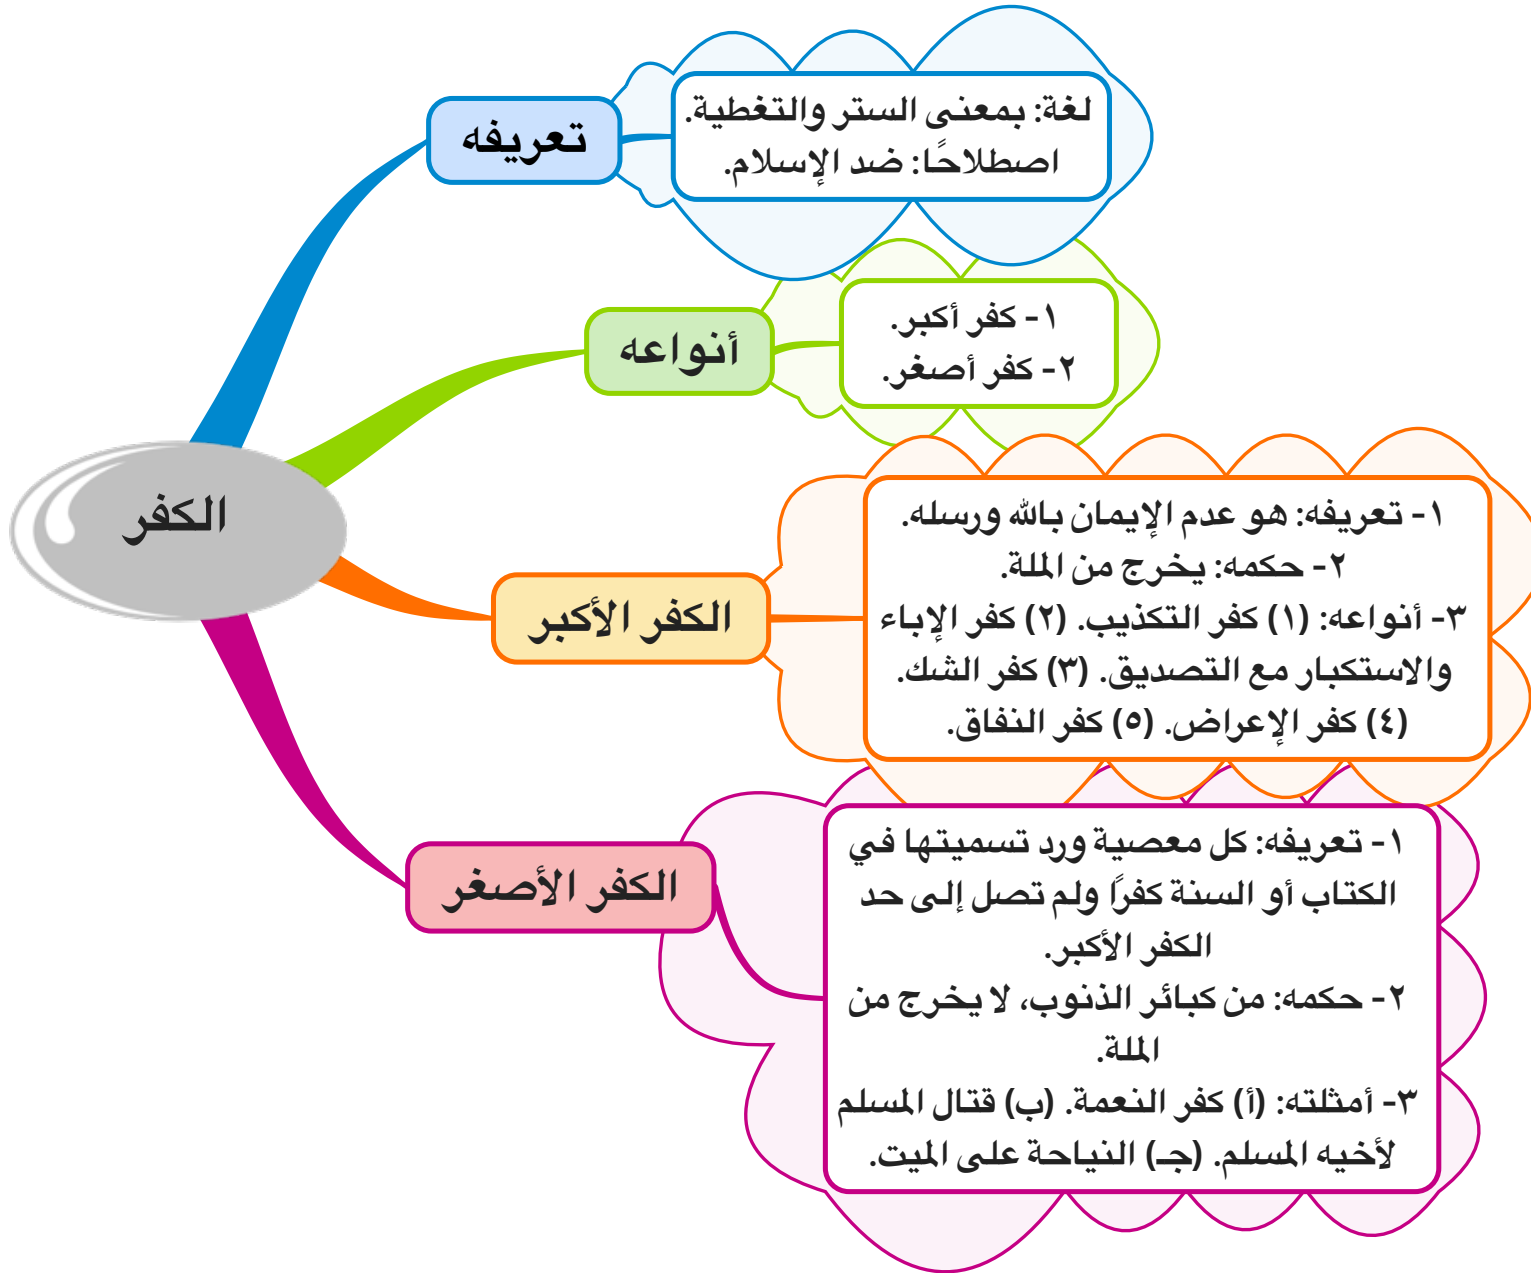 الكفر
تعريفه
لغة: بمعنى الستر والتغطية.
اصطلاحًا: ضد الإسلام.
أنواعه
١- كفر أكبر.
٢- كفر أصغر.
الكفر الأكبر
١- تعريفه: هو عدم الإيمان بالله ورسله.
٢- حكمه: يخرج من الملة.
٣- أنواعه: (١) كفر التكذيب. (٢) كفر الإباء
والاستكبار مع التصديق. (٣) كفر الشك.
(٤) كفر الإعراض. (٥) كفر النفاق.
الكفر الأصغر
١- تعريفه: كل معصية ورد تسميتها في
الكتاب أو السنة كفرًا ولم تصل إلى حد
الكفر الأكبر.
٢- حكمه: من كبائر الذنوب، لا يخرج من
الملة.
٣- أمثلته: (أ) كفر النعمة. (ب) قتال المسلم
لأخيه المسلم. (جـ) النياحة على الميت.